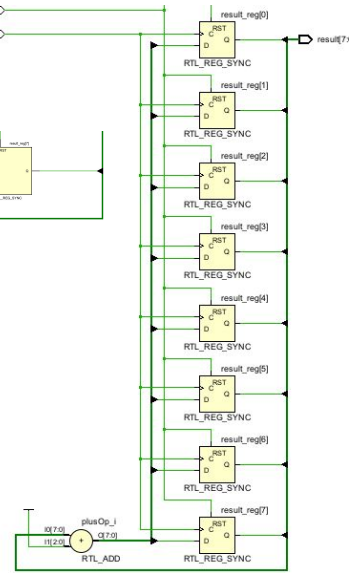 result_reg[0]
RST
C
D
Q
RTL_REG_SYNC
result[7:0
result_reg[1]
RST
C
D
Q
RTL_REG_SYNC
result_reg[2]
RST
C
D
Q
RTL_REG_SYNC
result_reg[3]
RST
C
D
Q
RTL_REG_SYNC
result_reg[4]
RST
C
D
Q
RTL_REG_SYNC
result_reg[5]
RST
C
D
Q
RTL_REG_SYNC
result_reg[6]
RST
C
D
Q
RTL_REG_SYNC
result_reg[7]
RST
C
D
Q
RTL_REG_SYNC
plusOp_i
I0[7:0]
I1[2:0]
+
O[7:0]
RTL_ADD